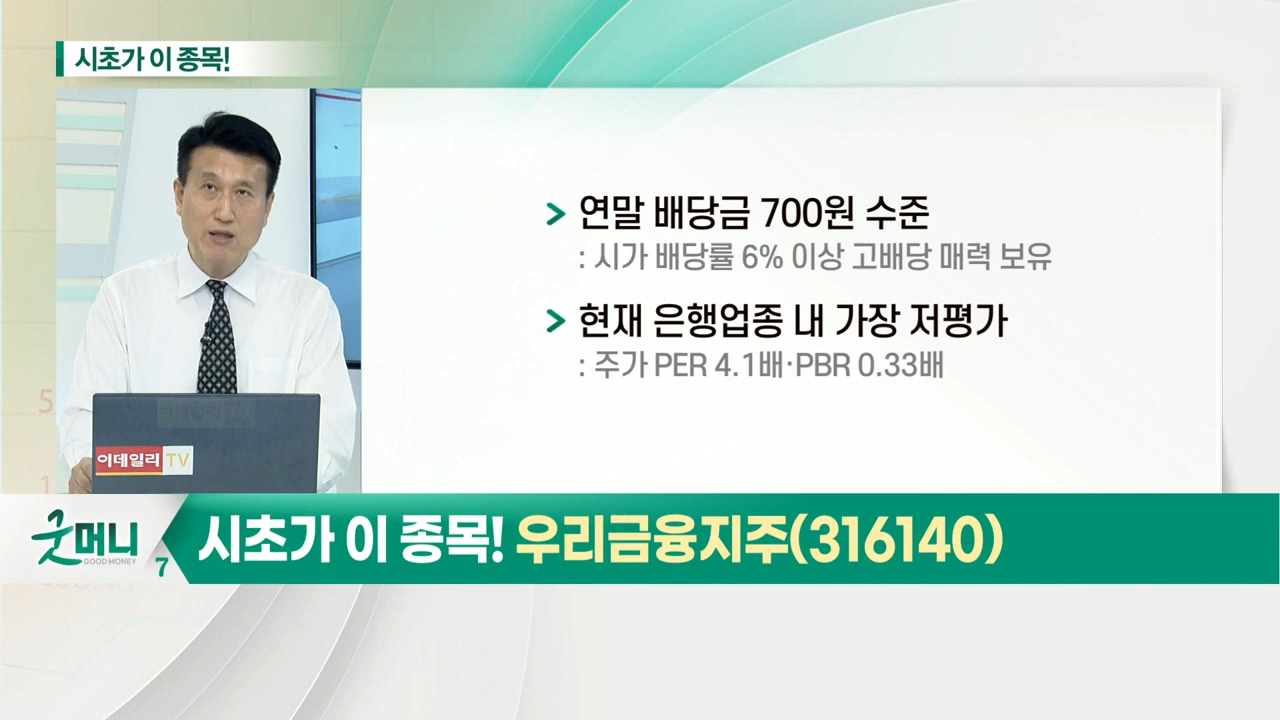 시초가 이 종목!
> 연말 배당금 700원 수준
: 시가 배당률 6% 이상 고배당 매력 보유
> 현재 은행업종 내 가장 저평가
: 주가 PER 4.1배·PBR 0.33배
5
1
이데일리 TV
굿머니
GOOD MONEY
7
시초가 이 종목! 우리금융지주(316140)